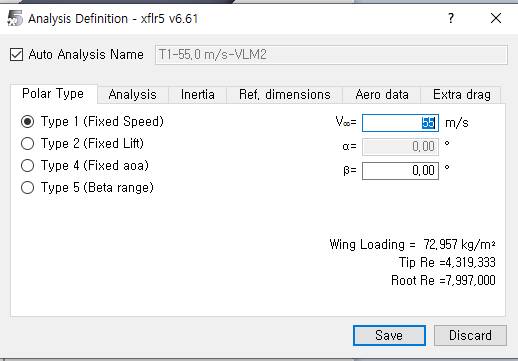 Analysis Definition - xflr5 v6.61
Auto Analysis Name T1-55.0 m/s-VLM2
Polar Type Analysis Inertia Ref. dimensions Aero data Extra drag
Type 1 (Fixed Speed) V∞= 55 m/s
Type 2 (Fixed Lift) α= 0,00 °
Type 4 (Fixed aoa) β= 0,00 °
Type 5 (Beta range)
Wing Loading = 72,957 kg/m²
Tip Re =4,319,333
Root Re =7,997,000
Save Discard